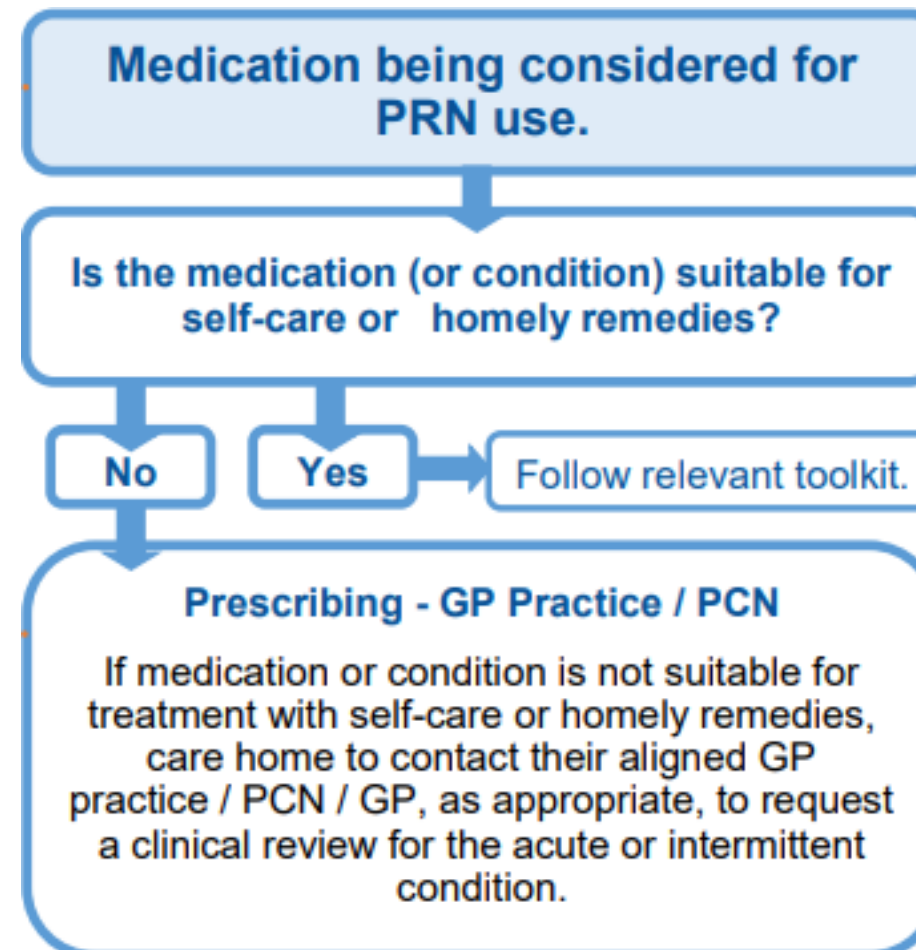 Medication being considered for
PRN use.
Is the medication (or condition) suitable for
self-care or homely remedies?
No
Yes
Follow relevant toolkit.
Prescribing - GP Practice / PCN
If medication or condition is not suitable for
treatment with self-care or homely remedies,
care home to contact their aligned GP
practice / PCN / GP, as appropriate, to request
a clinical review for the acute or intermittent
condition.